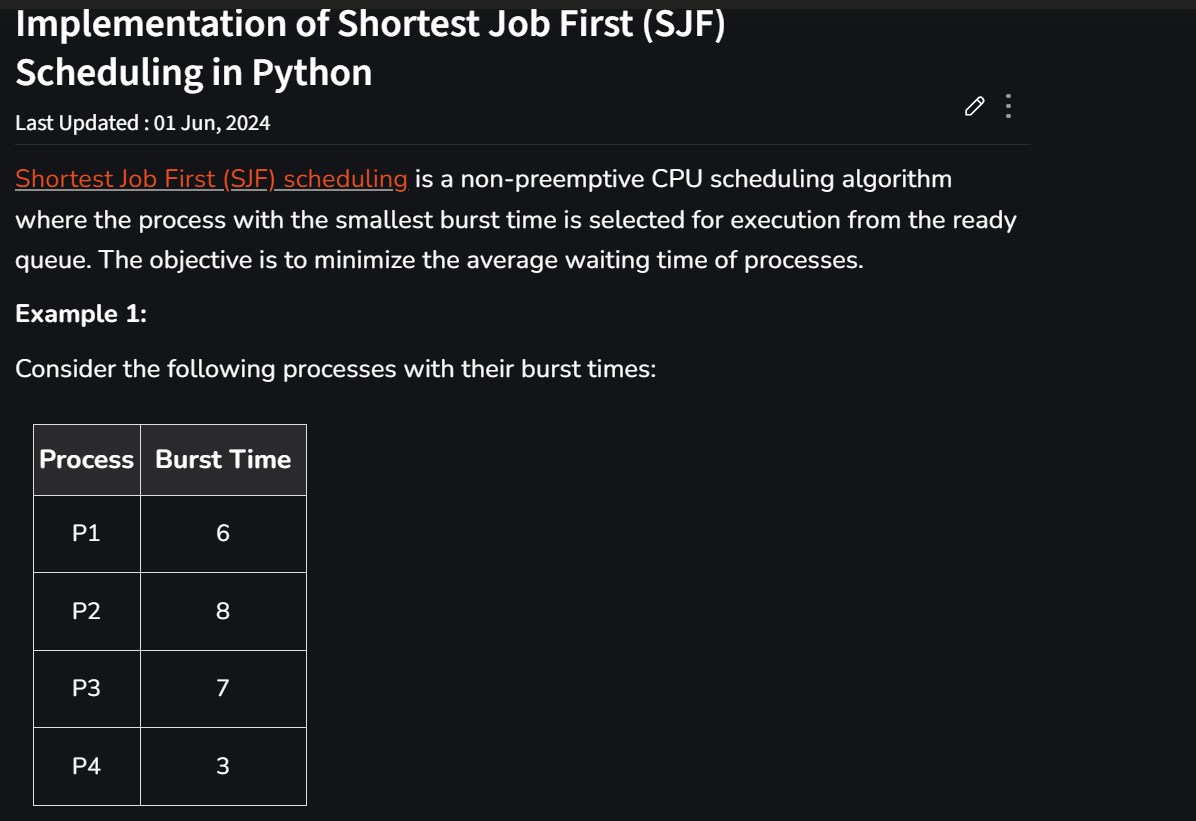 Implementation of Shortest Job First (SJF)
Scheduling in Python
Last Updated : 01 Jun, 2024
Shortest Job First (SJF) scheduling is a non-preemptive CPU scheduling algorithm
where the process with the smallest burst time is selected for execution from the ready
queue. The objective is to minimize the average waiting time of processes.
Example 1:
Consider the following processes with their burst times:
Process Burst Time
P1 6
P2 8
P3 7
P4 3